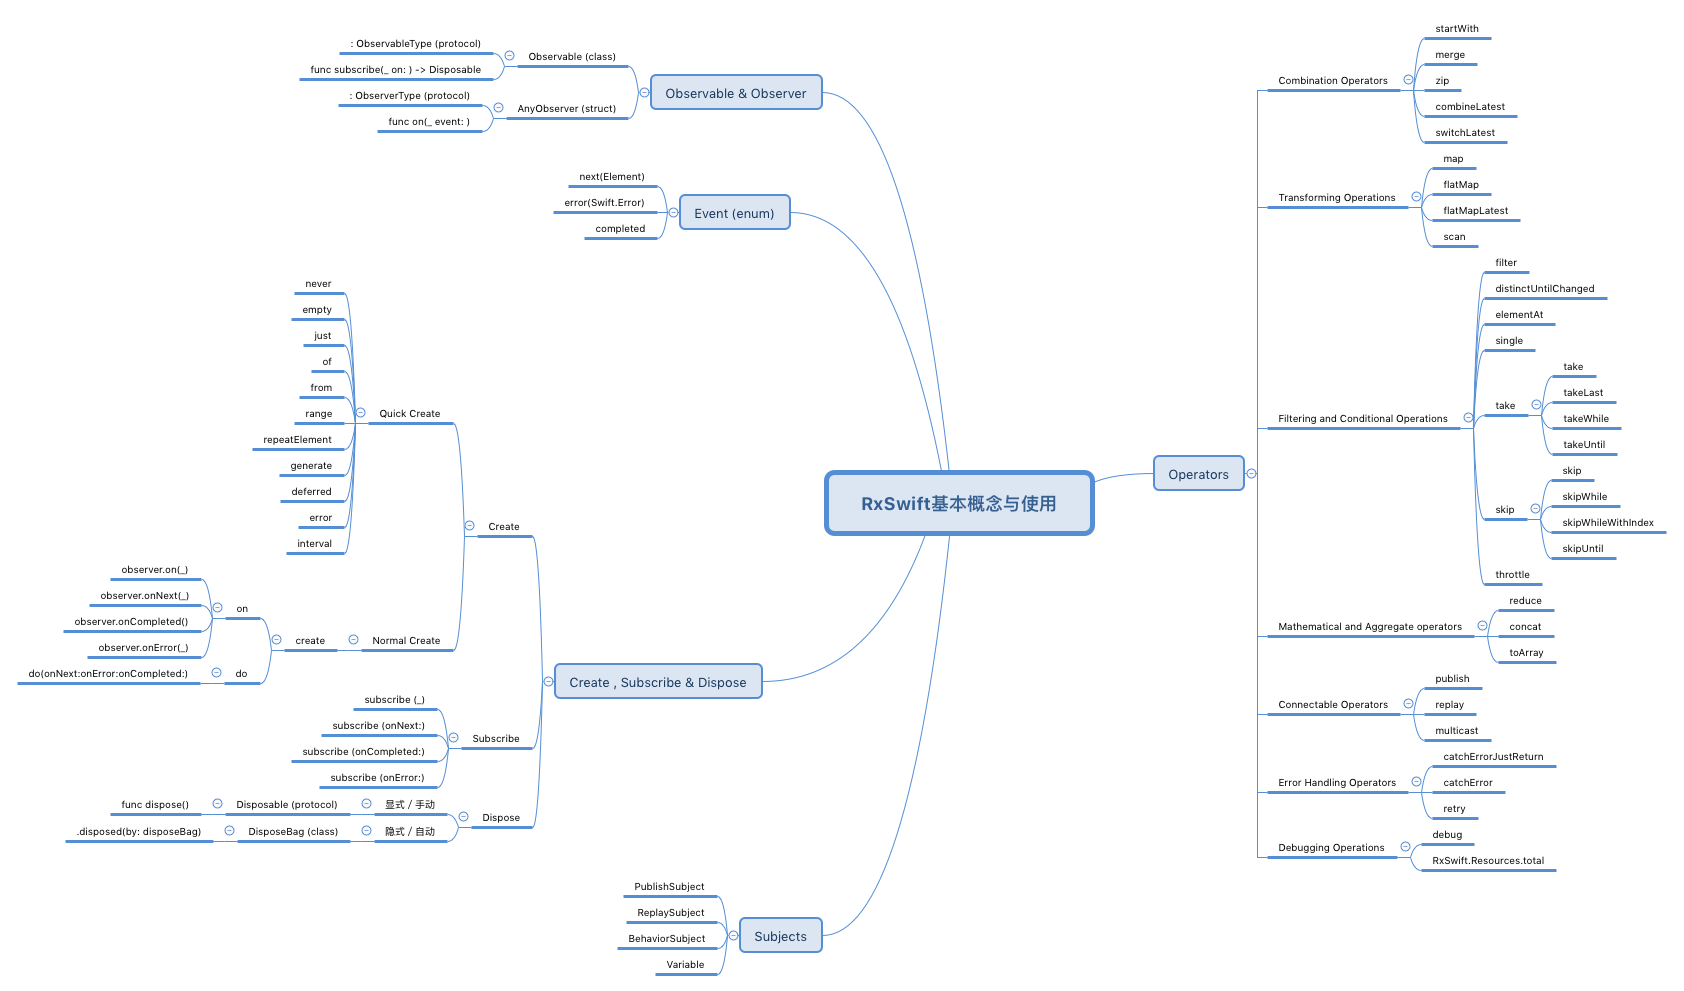 RxSwift基本概念与使用
Observable & Observer
Observable (class)
: ObservableType (protocol)
func subscribe(_ on: ) -> Disposable
AnyObserver (struct)
: ObserverType (protocol)
func on(_ event: )
Event (enum)
next(Element)
error(Swift.Error)
completed
Create , Subscribe & Dispose
Create
Quick Create
never
empty
just
of
from
range
repeatElement
generate
deferred
error
interval
Normal Create
create
on
observer.on(_)
observer.onNext(_)
observer.onCompleted()
observer.onError(_)
do
do(onNext:onError:onCompleted:)
Subscribe
subscribe (_)
subscribe (onNext:)
subscribe (onCompleted:)
subscribe (onError:)
Dispose
显式 / 手动
Disposable (protocol)
func dispose()
隐式 / 自动
DisposeBag (class)
.disposed(by: disposeBag)
Subjects
PublishSubject
ReplaySubject
BehaviorSubject
Variable
Operators
Combination Operators
startWith
merge
zip
combineLatest
switchLatest
Transforming Operations
map
flatMap
flatMapLatest
scan
Filtering and Conditional Operations
filter
distinctUntilChanged
elementAt
single
take
take
takeLast
takeWhile
takeUntil
skip
skip
skipWhile
skipWhileWithIndex
skipUntil
throttle
Mathematical and Aggregate operators
reduce
concat
toArray
Connectable Operators
publish
replay
multicast
Error Handling Operators
catchErrorJustReturn
catchError
retry
Debugging Operations
debug
RxSwift.Resources.total